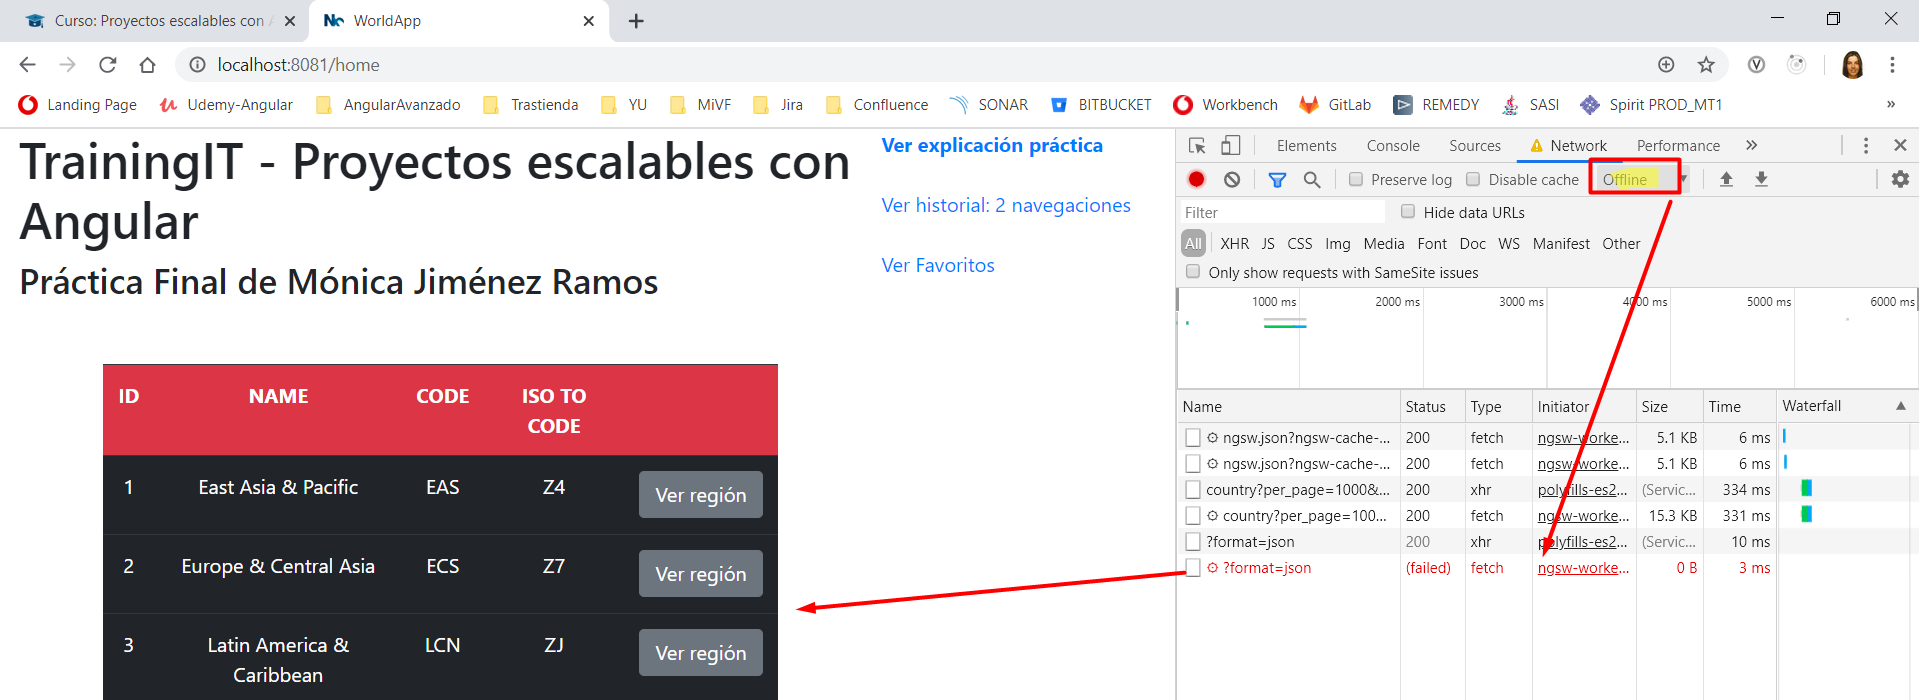 Curso: Proyectos escalables con A
WorldApp
localhost:8081/home
Landing Page
Udemy-Angular
AngularAvanzado
Trastienda
YU
MiVF
Jira
Confluence
SONAR
BITBUCKET
Workbench
GitLab
REMEDY
SASI
Spirit PROD_MT1
»
TrainingIT - Proyectos escalables con
Angular
Práctica Final de Mónica Jiménez Ramos
Ver explicación práctica
Ver historial: 2 navegaciones
Ver Favoritos
ID NAME CODE ISO TO
CODE
1 East Asia & Pacific EAS Z4 Ver región
2 Europe & Central Asia ECS Z7 Ver región
3 Latin America & LCN ZJ Ver región
Caribbean
Elements Console Sources Network Performance »
Preserve log Disable cache Offline
Filter Hide data URLs
All XHR JS CSS Img Media Font Doc WS Manifest Other
Only show requests with SameSite issues
1000 ms 2000 ms 3000 ms 4000 ms 5000 ms 6000 ms
Name Status Type Initiator Size Time Waterfall
ngsw.json?ngsw-cache-... 200 fetch ngsw-worke... 5.1 KB 6 ms
ngsw.json?ngsw-cache-... 200 fetch ngsw-worke... 5.1 KB 6 ms
country?per_page=1000&... 200 xhr polyfills-es2... (Servic... 334 ms
country?per_page=100... 200 fetch ngsw-worke... 15.3 KB 331 ms
?format=json 200 xhr polyfills-es2... (Servic... 10 ms
?format=json (failed) fetch ngsw-worke... 0 B 3 ms